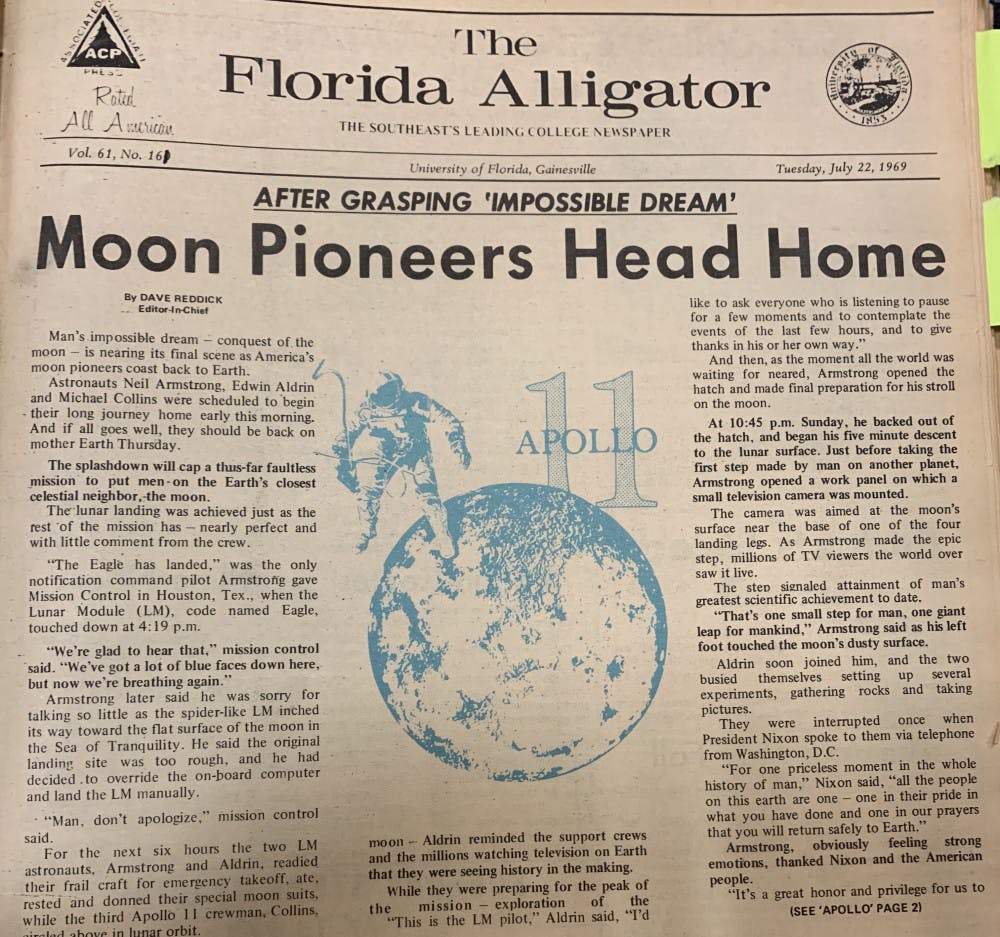 ASSOCIATED COLLEGIATE
ACP
PRESS
Rated
All American
The
Florida Alligator
THE SOUTHEAST'S LEADING COLLEGE NEWSPAPER
University of Florida
1853
Vol. 61, No. 161
University of Florida, Gainesville
Tuesday, July 22, 1969
AFTER GRASPING 'IMPOSSIBLE DREAM'
Moon Pioneers Head Home
By DAVE REDDICK
Editor-In-Chief
Man's impossible dream — conquest of the
moon — is nearing its final scene as America's
moon pioneers coast back to Earth.
Astronauts Neil Armstrong, Edwin Aldrin
and Michael Collins were scheduled to begin
their long journey home early this morning.
And if all goes well, they should be back on
mother Earth Thursday.
The splashdown will cap a thus-far faultless
mission to put men on the Earth's closest
celestial neighbor, the moon.
The lunar landing was achieved just as the
rest of the mission has — nearly perfect and
with little comment from the crew.
"The Eagle has landed," was the only
notification command pilot Armstrong gave
Mission Control in Houston, Tex., when the
Lunar Module (LM), code named Eagle,
touched down at 4:19 p.m.
"We're glad to hear that," mission control
said. "We've got a lot of blue faces down here,
but now we're breathing again."
Armstrong later said he was sorry for
talking so little as the spider-like LM inched
its way toward the flat surface of the moon in
the Sea of Tranquility. He said the original
landing site was too rough, and he had
decided to override the on-board computer
and land the LM manually.
"Man, don't apologize," mission control
said.
For the next six hours the two LM
astronauts, Armstrong and Aldrin, readied
their frail craft for emergency takeoff, ate,
rested and donned their special moon suits,
while the third Apollo 11 crewman, Collins,
circled above in lunar orbit.
11
APOLLO
moon — Aldrin reminded the support crews
and the millions watching television on Earth
that they were seeing history in the making.
While they were preparing for the peak of
the mission — exploration of the
"This is the LM pilot," Aldrin said, "I'd
like to ask everyone who is listening to pause
for a few moments and to contemplate the
events of the last few hours, and to give
thanks in his or her own way."
And then, as the moment all the world was
waiting for neared, Armstrong opened the
hatch and made final preparation for his stroll
on the moon.
At 10:45 p.m. Sunday, he backed out of
the hatch, and began his five minute descent
to the lunar surface. Just before taking the
first step made by man on another planet,
Armstrong opened a work panel on which a
small television camera was mounted.
The camera was aimed at the moon's
surface near the base of one of the four
landing legs. As Armstrong made the epic
step, millions of TV viewers the world over
saw it live.
The step signaled attainment of man's
greatest scientific achievement to date.
"That's one small step for man, one giant
leap for mankind," Armstrong said as his left
foot touched the moon's dusty surface.
Aldrin soon joined him, and the two
busied themselves setting up several
experiments, gathering rocks and taking
pictures.
They were interrupted once when
President Nixon spoke to them via telephone
from Washington, D.C.
"For one priceless moment in the whole
history of man," Nixon said, "all the people
on this earth are one — one in their pride in
what you have done and one in our prayers
that you will return safely to Earth."
Armstrong, obviously feeling strong
emotions, thanked Nixon and the American
people.
"It's a great honor and privilege for us to
(SEE 'APOLLO' PAGE 2)